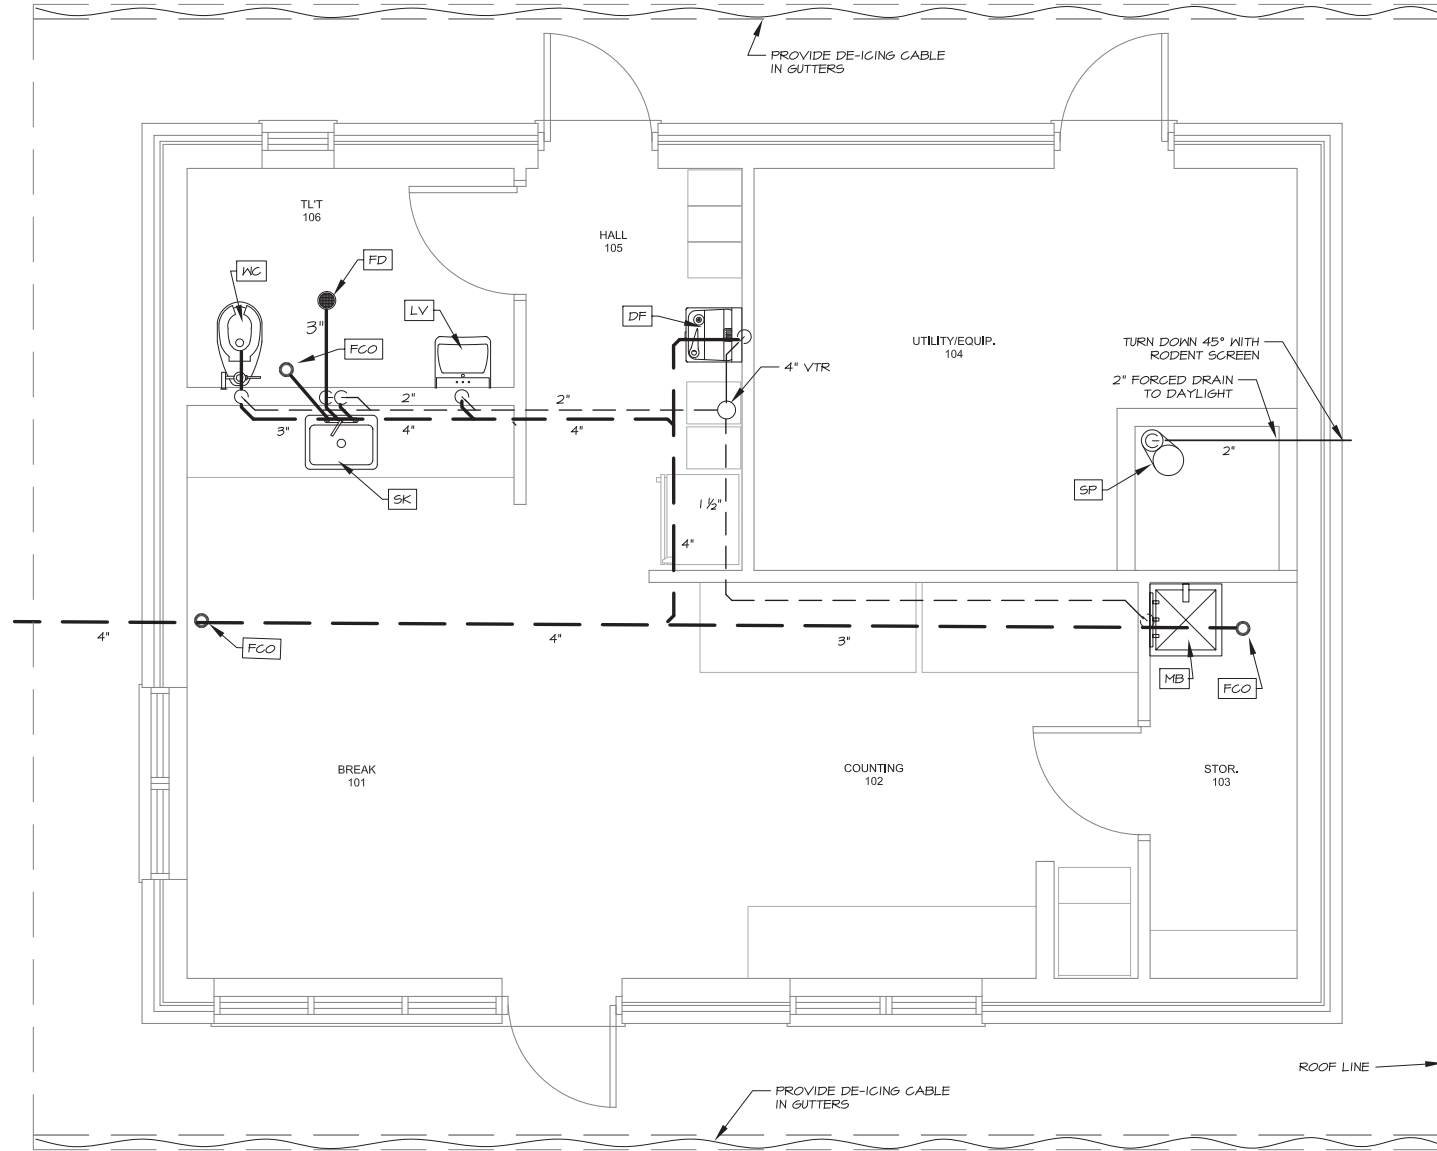 PROVIDE DE-ICING CABLE
IN GUTTERS
TL'T
106
HALL
105
WC
FD
3"
LV
DF
FCO
UTILITY/EQUIP.
104
TURN DOWN 45° WITH
RODENT SCREEN
4" VTR
2" FORCED DRAIN
TO DAYLIGHT
2"
2"
3"
4"
4"
2"
SK
SP
1 ½"
4"
4"
4"
3"
FCO
MB
FCO
BREAK
101
COUNTING
102
STOR.
103
ROOF LINE
PROVIDE DE-ICING CABLE
IN GUTTERS